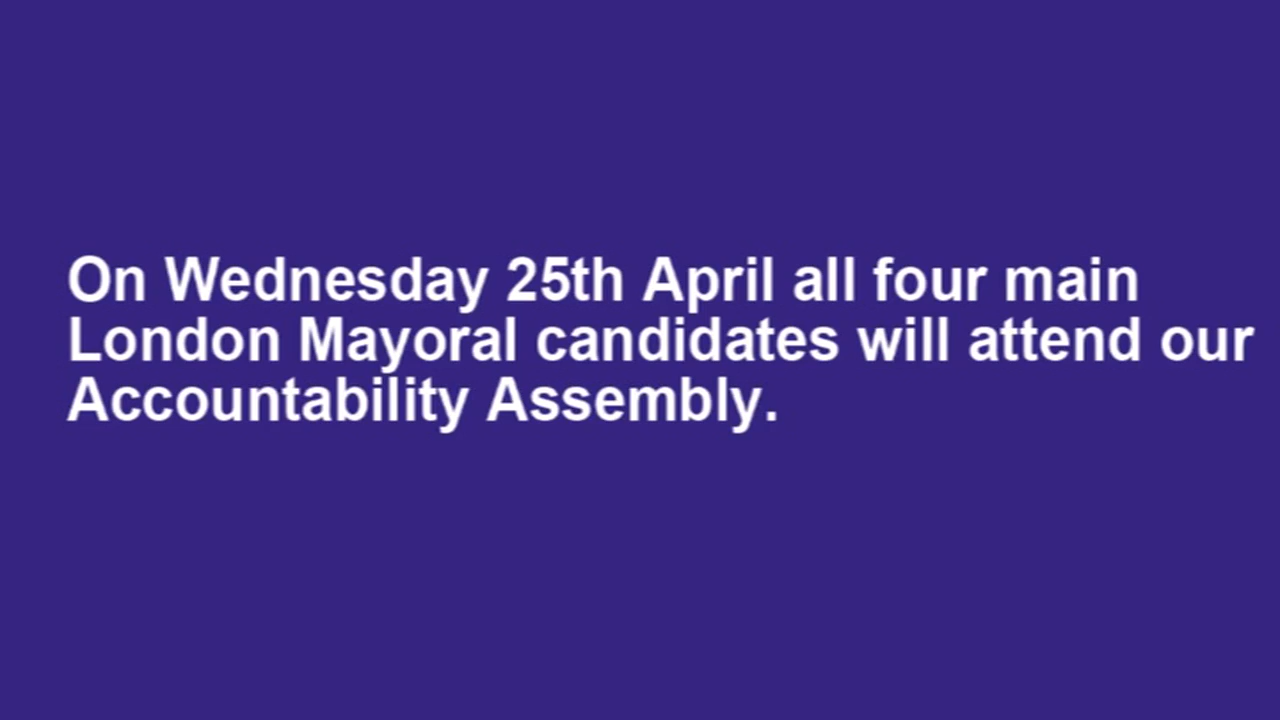 On Wednesday 25th April all four main
London Mayoral candidates will attend our
Accountability Assembly.